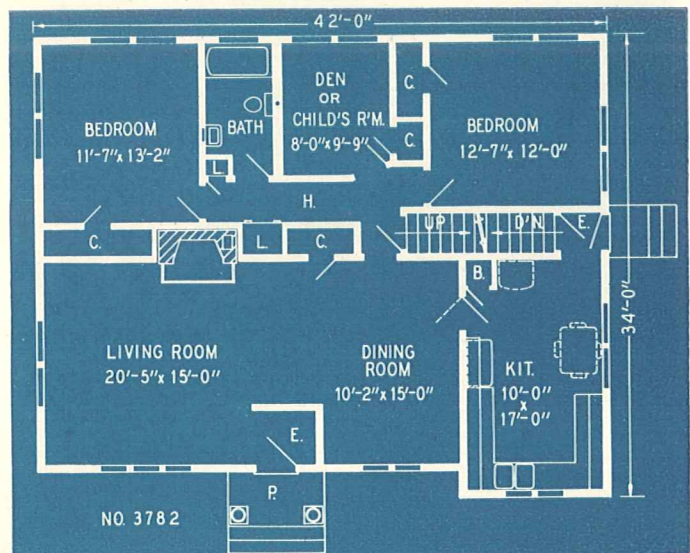 42'-0"
BEDROOM
11'-7" x 13'-2"
BATH
L.
DEN
OR
CHILD'S R'M.
8'-0" x 9'-9"
C.
C.
BEDROOM
12'-7" x 12'-0"
H.
UP
D'N.
E.
C.
L.
C.
B.
34'-0"
LIVING ROOM
20'-5" x 15'-0"
DINING
ROOM
10'-2" x 15'-0"
KIT.
10'-0"
x
17'-0"
E.
P.
NO. 3782